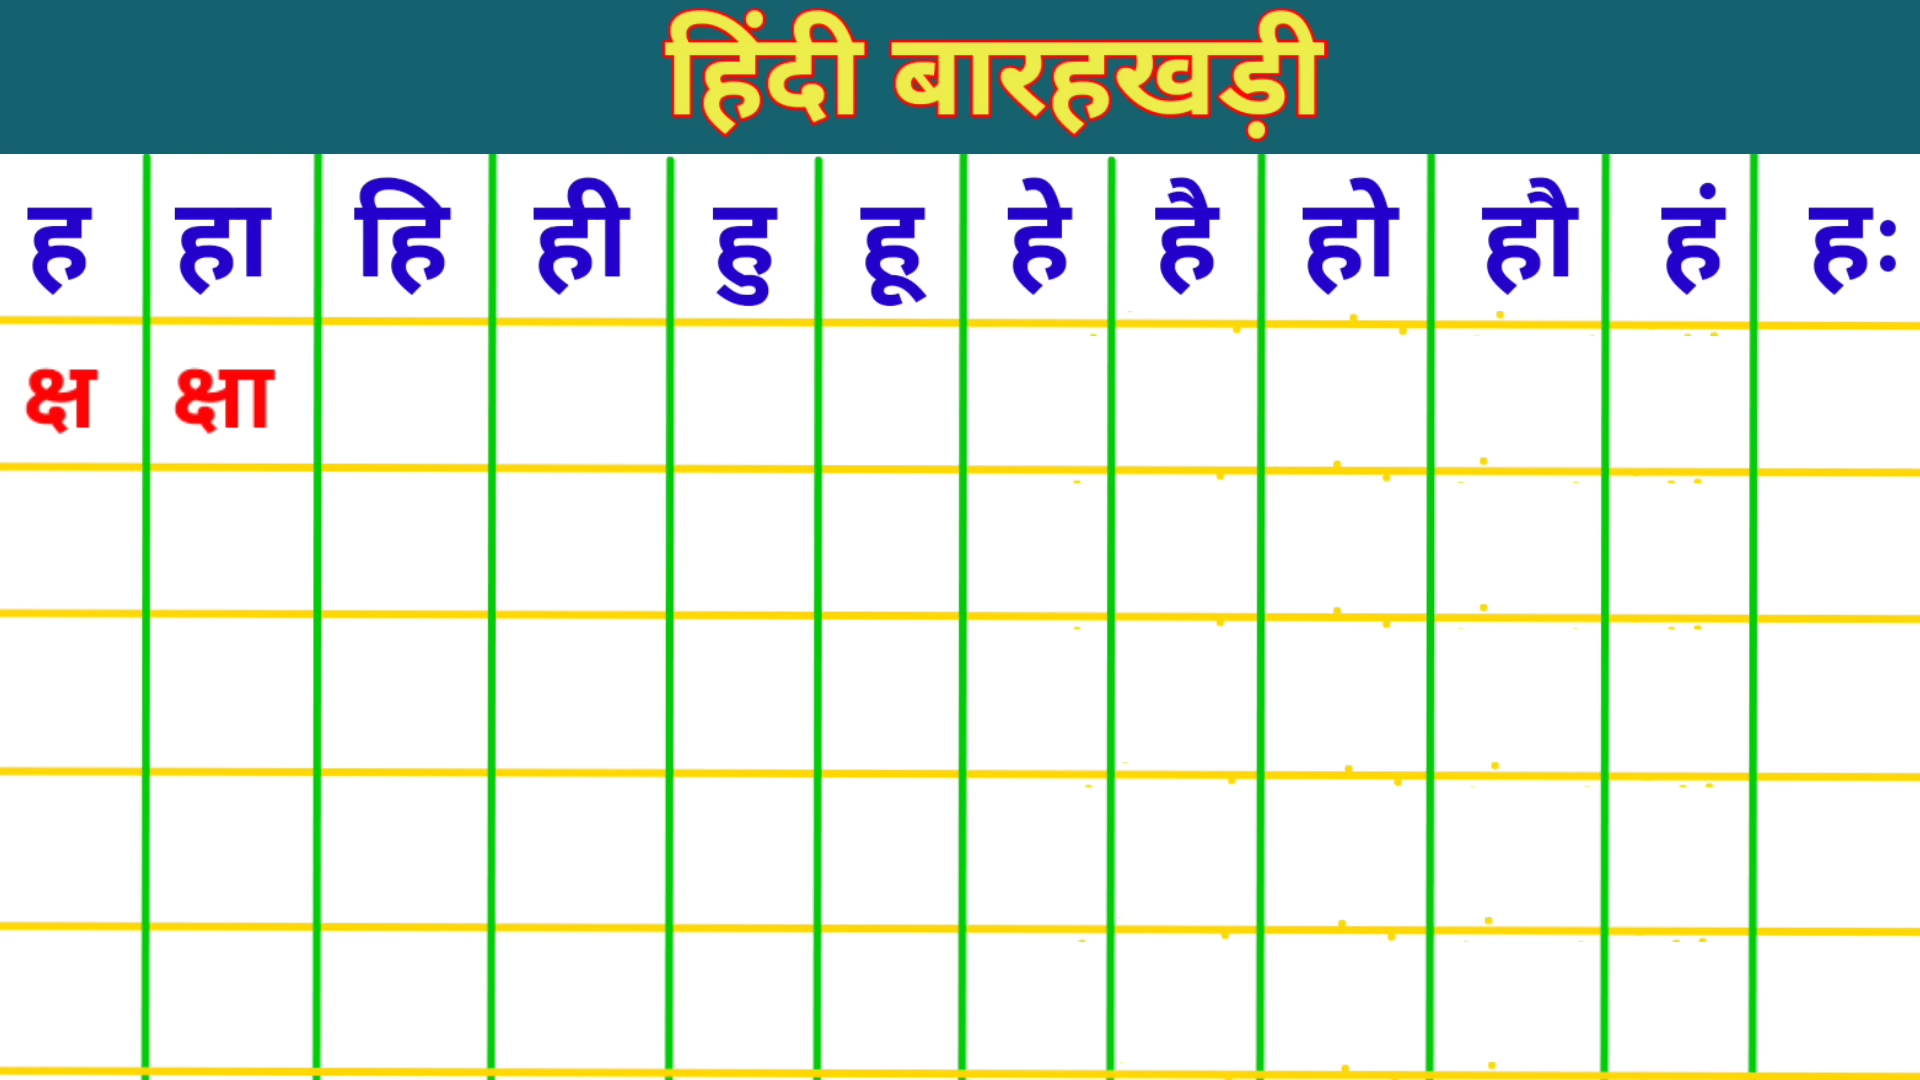 हिंदी बारहखड़ी
ह हा हि ही हु हू हे है हो हौ हं हः
क्ष क्षा